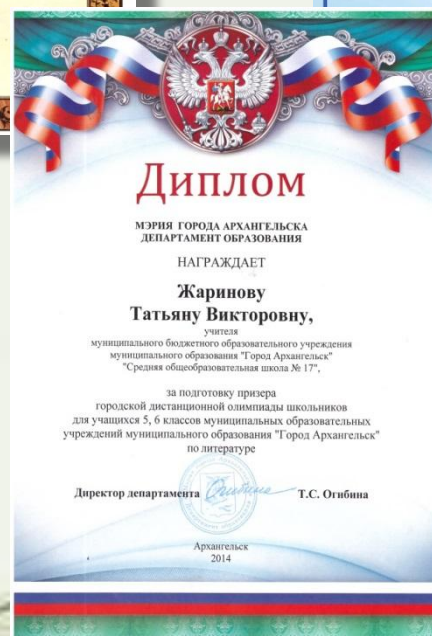 Диплом
МЭРИЯ ГОРОДА АРХАНГЕЛЬСКА
ДЕПАРТАМЕНТ ОБРАЗОВАНИЯ
НАГРАЖДАЕТ
Жаринову
Татьяну Викторовну,
учителя
муниципального бюджетного образовательного учреждения
муниципального образования "Город Архангельск"
"Средняя общеобразовательная школа № 17",
за подготовку призера
городской дистанционной олимпиады школьников
для учащихся 5, 6 классов муниципальных образовательных
учреждений муниципального образования "Город Архангельск"
по литературе
Директор департамента Огибина Т.С. Огибина
Архангельск
2014